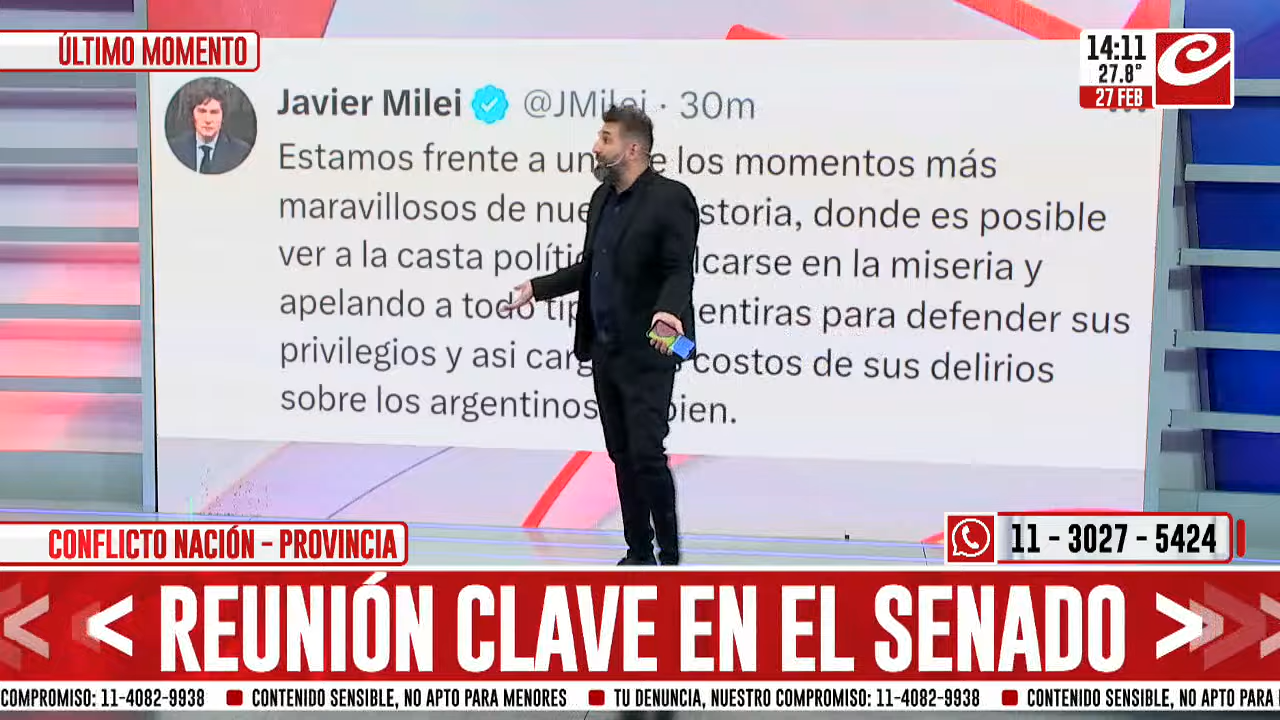 ÚLTIMO MOMENTO
14:11
27.8°
27 FEB
Javier Milei @JMilei · 30m
Estamos frente a un e los momentos más
maravillosos de nue storia, donde es posible
ver a la casta polític lcarse en la miseria y
apelando a todo tip entiras para defender sus
privilegios y asi carg costos de sus delirios
sobre los argentinos bien.
CONFLICTO NACIÓN - PROVINCIA
11 - 3027 - 5424
< REUNIÓN CLAVE EN EL SENADO >
COMPROMISO: 11-4082-9938 CONTENIDO SENSIBLE, NO APTO PARA MENORES TU DENUNCIA, NUESTRO COMPROMISO: 11-4082-9938 CONTENIDO SENSIBLE, NO APTO PARA